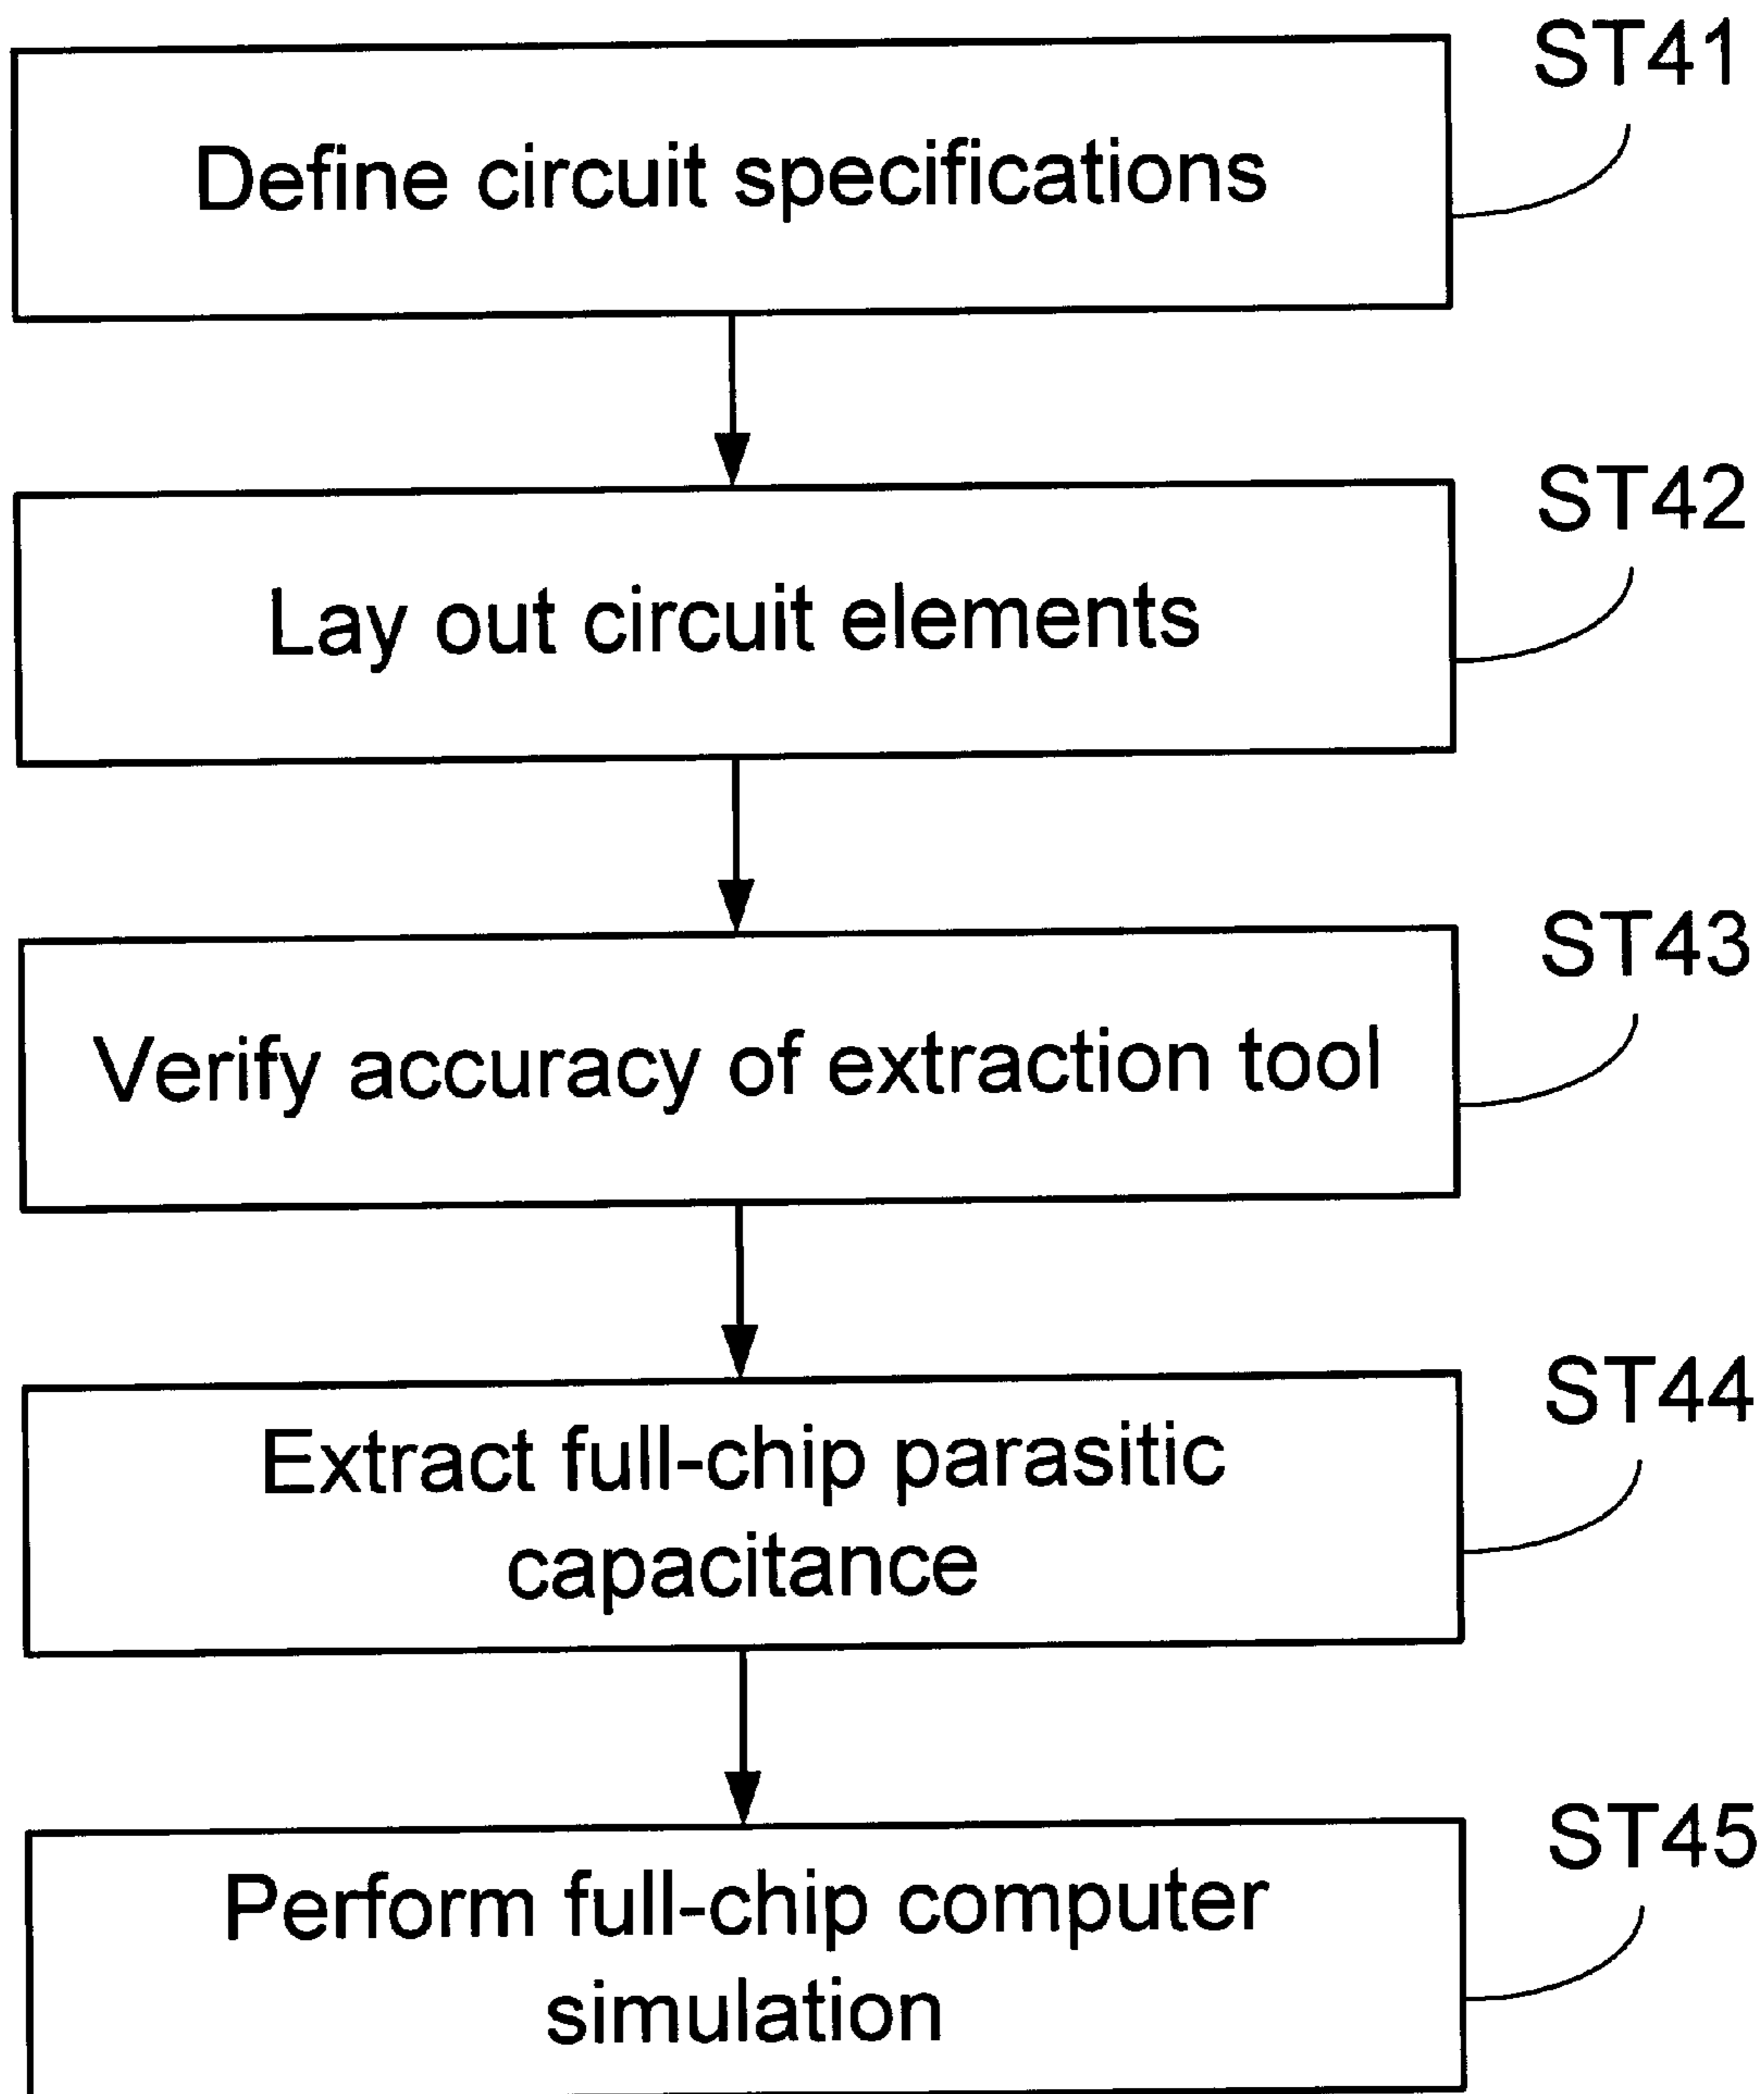 ST41
Define circuit specifications
ST42
Lay out circuit elements
ST43
Verify accuracy of extraction tool
ST44
Extract full-chip parasitic
capacitance
ST45
Perform full-chip computer
simulation